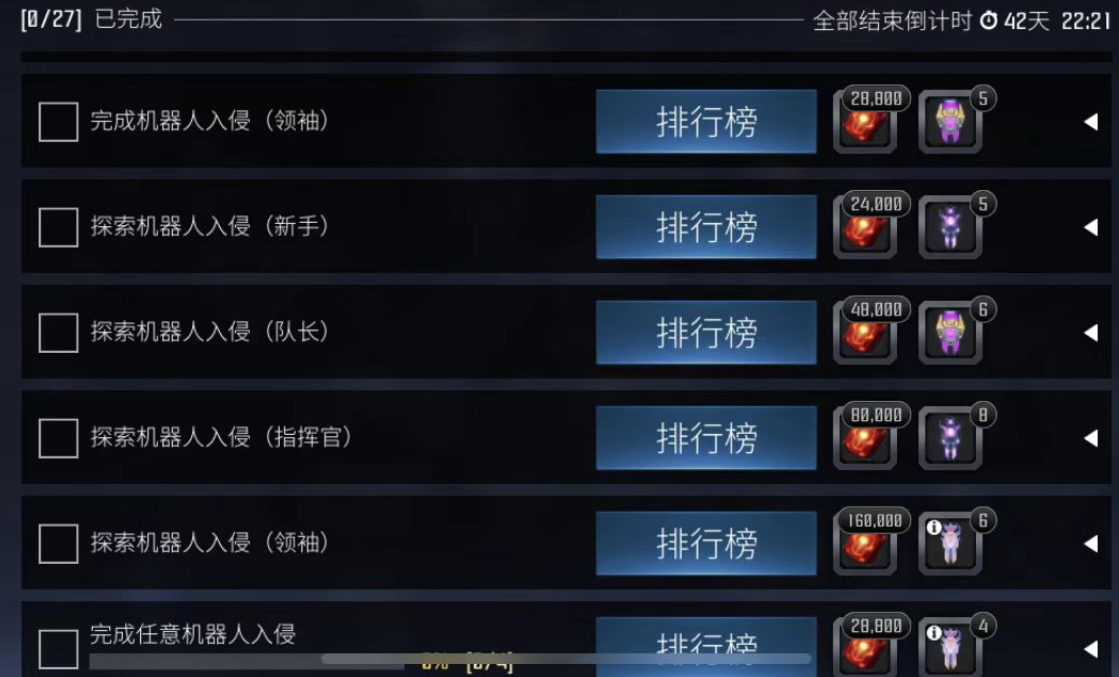 [0/27] 已完成
全部结束倒计时 42天 22:21
完成机器人入侵（领袖）
排行榜
28,800
5
探索机器人入侵（新手）
排行榜
24,000
5
探索机器人入侵（队长）
排行榜
48,000
6
探索机器人入侵（指挥官）
排行榜
80,000
8
探索机器人入侵（领袖）
排行榜
160,000
6
完成任意机器人入侵
排行榜
28,800
4
0% [0/4]